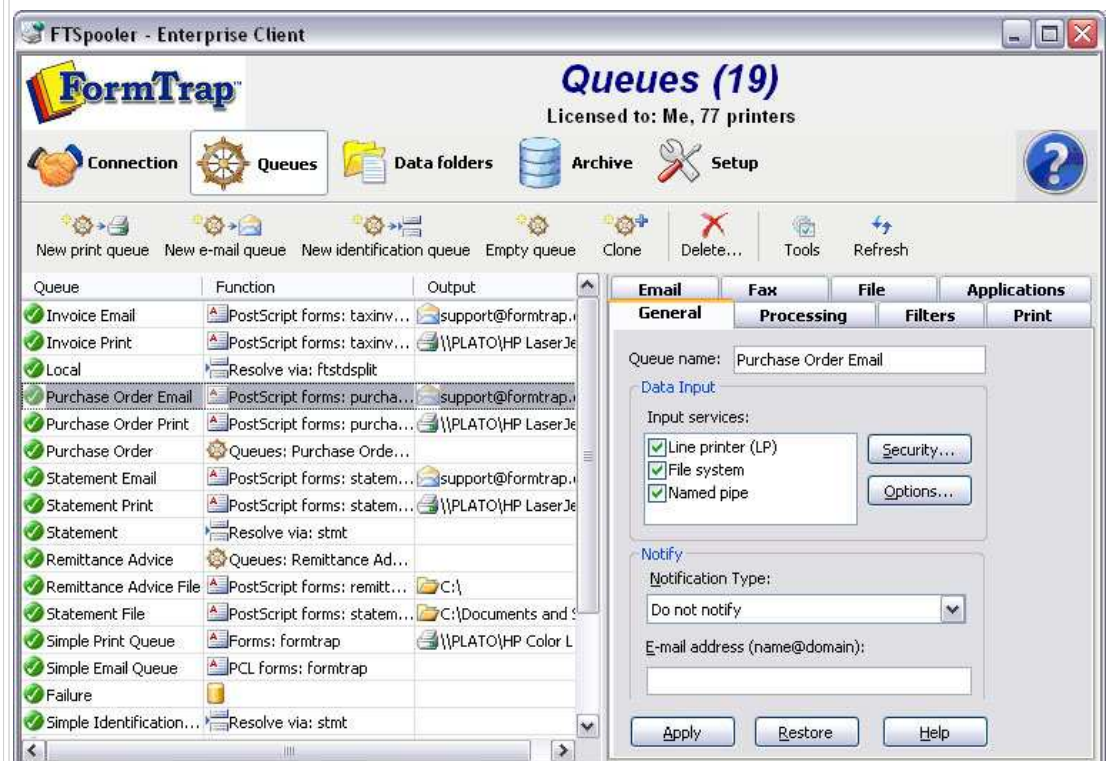 FTSpooler - Enterprise Client
FormTrap™
Queues (19)
Licensed to: Me, 77 printers
Connection Queues Data folders Archive Setup
New print queue New e-mail queue New identification queue Empty queue Clone Delete... Tools Refresh
Queue Function Output
Invoice Email PostScript forms: taxinv... support@formtrap.
Invoice Print PostScript forms: taxinv... \\PLATO\HP LaserJe
Local Resolve via: ftstdsplit
Purchase Order Email PostScript forms: purcha... support@formtrap.
Purchase Order Print PostScript forms: purcha... \\PLATO\HP LaserJe
Purchase Order Queues: Purchase Orde...
Statement Email PostScript forms: statem... support@formtrap.
Statement Print PostScript forms: statem... \\PLATO\HP LaserJe
Statement Resolve via: stmt
Remittance Advice Queues: Remittance Ad...
Remittance Advice File PostScript forms: remitt... C:\
Statement File PostScript forms: statem... C:\Documents and S
Simple Print Queue Forms: formtrap \\PLATO\HP Color L
Simple Email Queue PCL forms: formtrap
Failure
Simple Identification... Resolve via: stmt
Email Fax File Applications
General Processing Filters Print
Queue name: Purchase Order Email
Data Input
Input services:
Line printer (LP)
File system
Named pipe
Security...
Options...
Notify
Notification Type:
Do not notify
E-mail address (name@domain):
Apply Restore Help